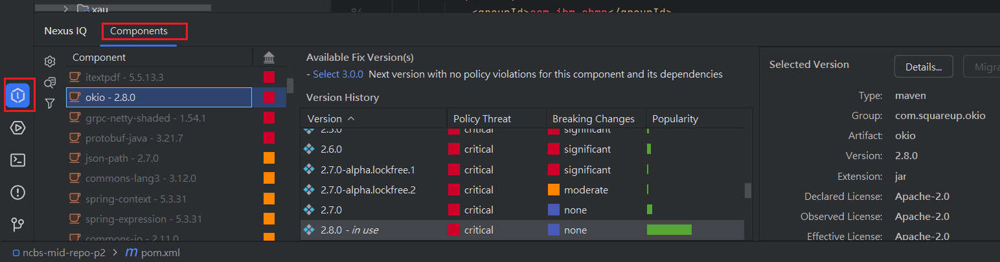 xau
84
<groupId>com.ibm.ohmp</groupId>
Nexus IQ Components
Component
itextpdf - 5.5.13.3
okio - 2.8.0
grpc-netty-shaded - 1.54.1
protobuf-java - 3.21.7
json-path - 2.7.0
commons-lang3 - 3.12.0
spring-context - 5.3.31
spring-expression - 5.3.31
commons-io - 2.11.0
Available Fix Version(s)
- Select 3.0.0 Next version with no policy violations for this component and its dependencies
Version History
Version Policy Threat Breaking Changes Popularity
2.5.0 critical significant
2.6.0 critical significant
2.7.0-alpha.lockfree.1 critical significant
2.7.0-alpha.lockfree.2 critical moderate
2.7.0 critical none
2.8.0 - in use critical none
Selected Version Details... Migra
Type: maven
Group: com.squareup.okio
Artifact: okio
Version: 2.8.0
Extension: jar
Declared License: Apache-2.0
Observed License: Apache-2.0
Effective License: Apache-2.0
ncbs-mid-repo-p2 > m pom.xml